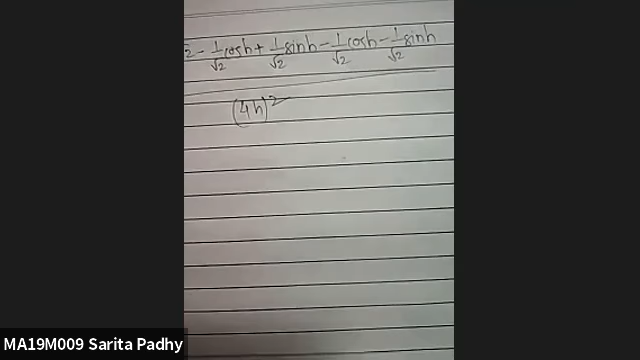 2 - 1/√2 cosh + 1/√2 sinh - 1/√2 cosh - 1/√2 sinh
(4h)²
MA19M009 Sarita Padhy